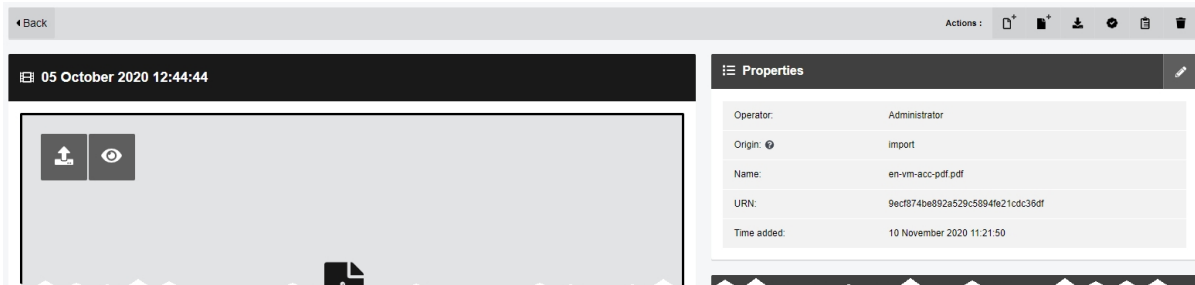 Back
Actions :
05 October 2020 12:44:44
Properties
Operator: Administrator
Origin: import
Name: en-vm-acc-pdf.pdf
URN: 9ecf874be892a529c5894fe21cdc36df
Time added: 10 November 2020 11:21:50